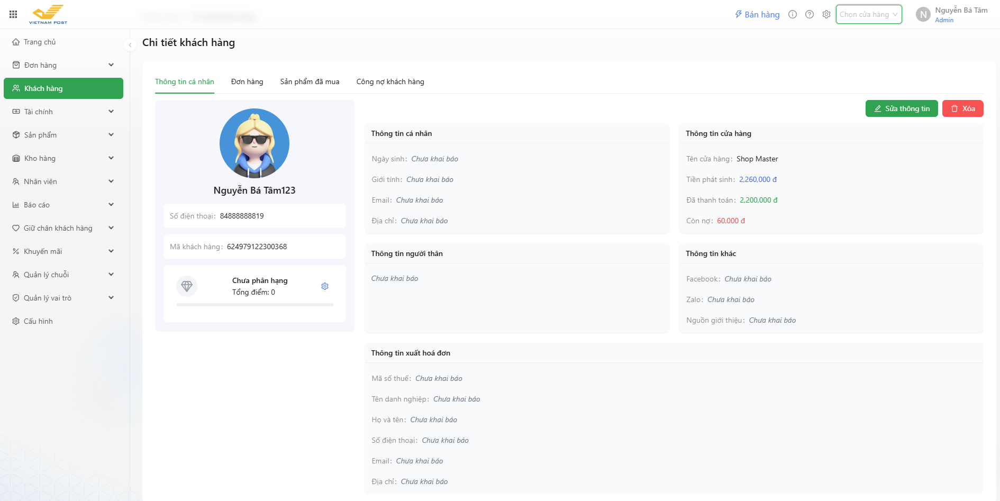 VIETNAM POST
Bán hàng
Chọn cửa hàng
N
Nguyễn Bá Tâm
Admin
Trang chủ
Đơn hàng
Khách hàng
Tài chính
Sản phẩm
Kho hàng
Nhân viên
Báo cáo
Giữ chân khách hàng
Khuyến mãi
Quản lý chuỗi
Quản lý vai trò
Cấu hình
Chi tiết khách hàng
Thông tin cá nhân Đơn hàng Sản phẩm đã mua Công nợ khách hàng
Sửa thông tin Xóa
Nguyễn Bá Tâm123
Số điện thoại: 84888888819
Mã khách hàng: 624979122300368
Chưa phân hạng
Tổng điểm: 0
Thông tin cá nhân
Ngày sinh: Chưa khai báo
Giới tính: Chưa khai báo
Email: Chưa khai báo
Địa chỉ: Chưa khai báo
Thông tin cửa hàng
Tên cửa hàng: Shop Master
Tiền phát sinh: 2,260,000 đ
Đã thanh toán: 2,200,000 đ
Còn nợ: 60,000 đ
Thông tin người thân
Chưa khai báo
Thông tin khác
Facebook: Chưa khai báo
Zalo: Chưa khai báo
Nguồn giới thiệu: Chưa khai báo
Thông tin xuất hoá đơn
Mã số thuế: Chưa khai báo
Tên danh nghiệp: Chưa khai báo
Họ và tên: Chưa khai báo
Số điện thoại: Chưa khai báo
Email: Chưa khai báo
Địa chỉ: Chưa khai báo